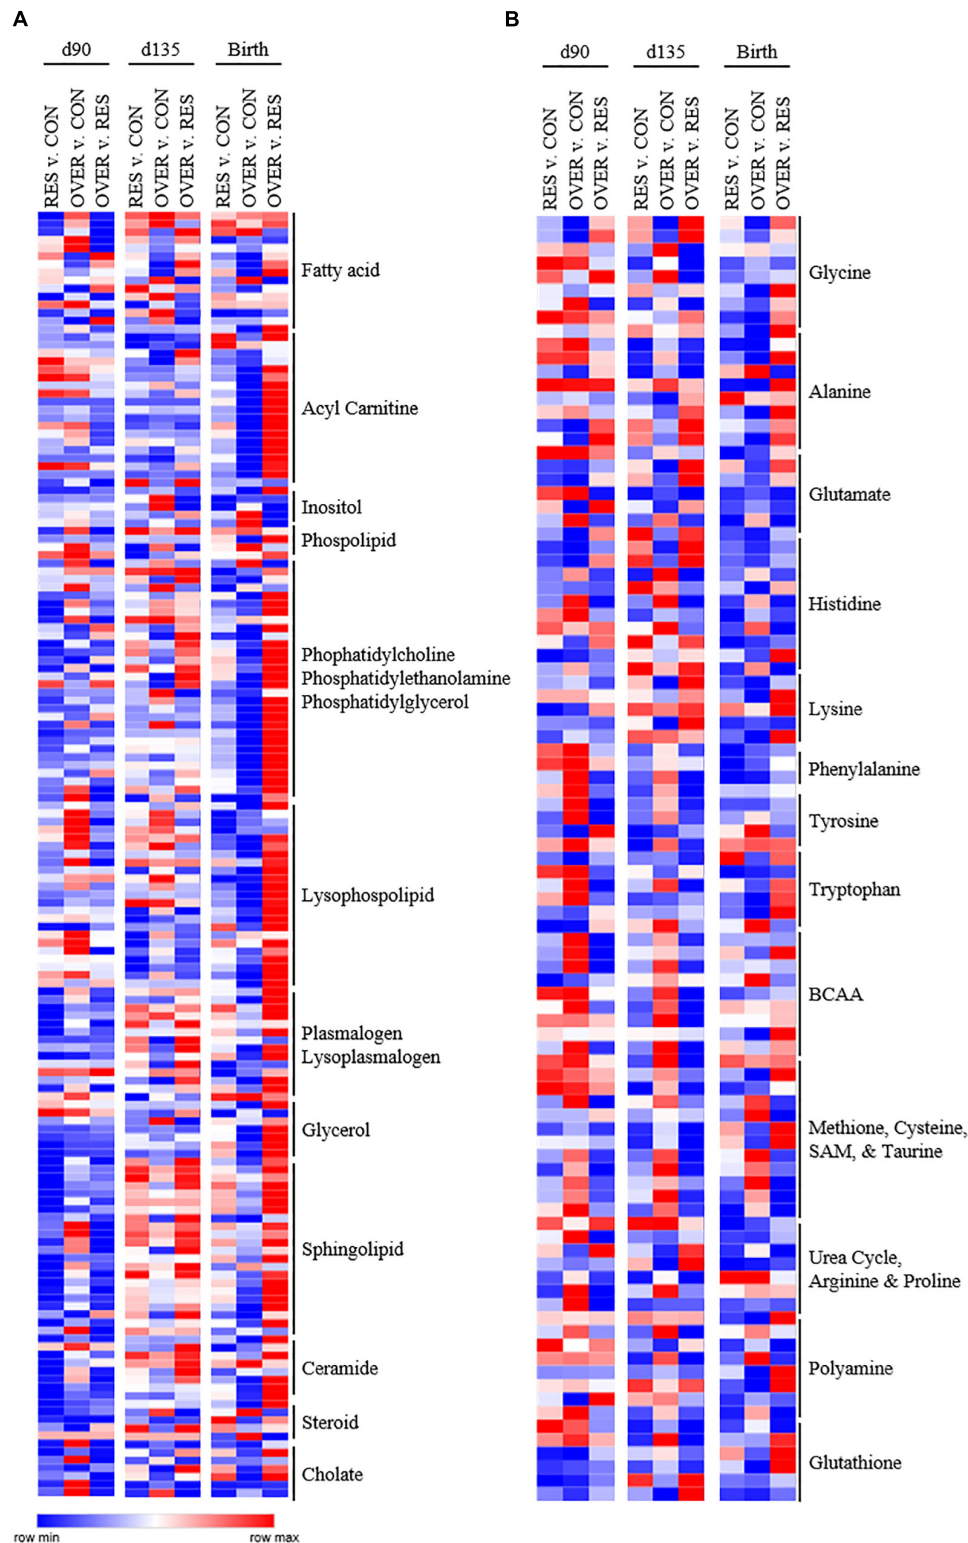 A
B
d90 d135 Birth
RES v. CON
OVER v. CON
OVER v. RES
RES v. CON
OVER v. CON
OVER v. RES
RES v. CON
OVER v. CON
OVER v. RES
Fatty acid
Acyl Carnitine
Inositol
Phospolipid
Phophatidylcholine
Phosphatidylethanolamine
Phosphatidylglycerol
Lysophospolipid
Plasmalogen
Lysoplasmalogen
Glycerol
Sphingolipid
Ceramide
Steroid
Cholate
row min row max
d90 d135 Birth
RES v. CON
OVER v. CON
OVER v. RES
RES v. CON
OVER v. CON
OVER v. RES
RES v. CON
OVER v. CON
OVER v. RES
Glycine
Alanine
Glutamate
Histidine
Lysine
Phenylalanine
Tyrosine
Tryptophan
BCAA
Methione, Cysteine,
SAM, & Taurine
Urea Cycle,
Arginine & Proline
Polyamine
Glutathione